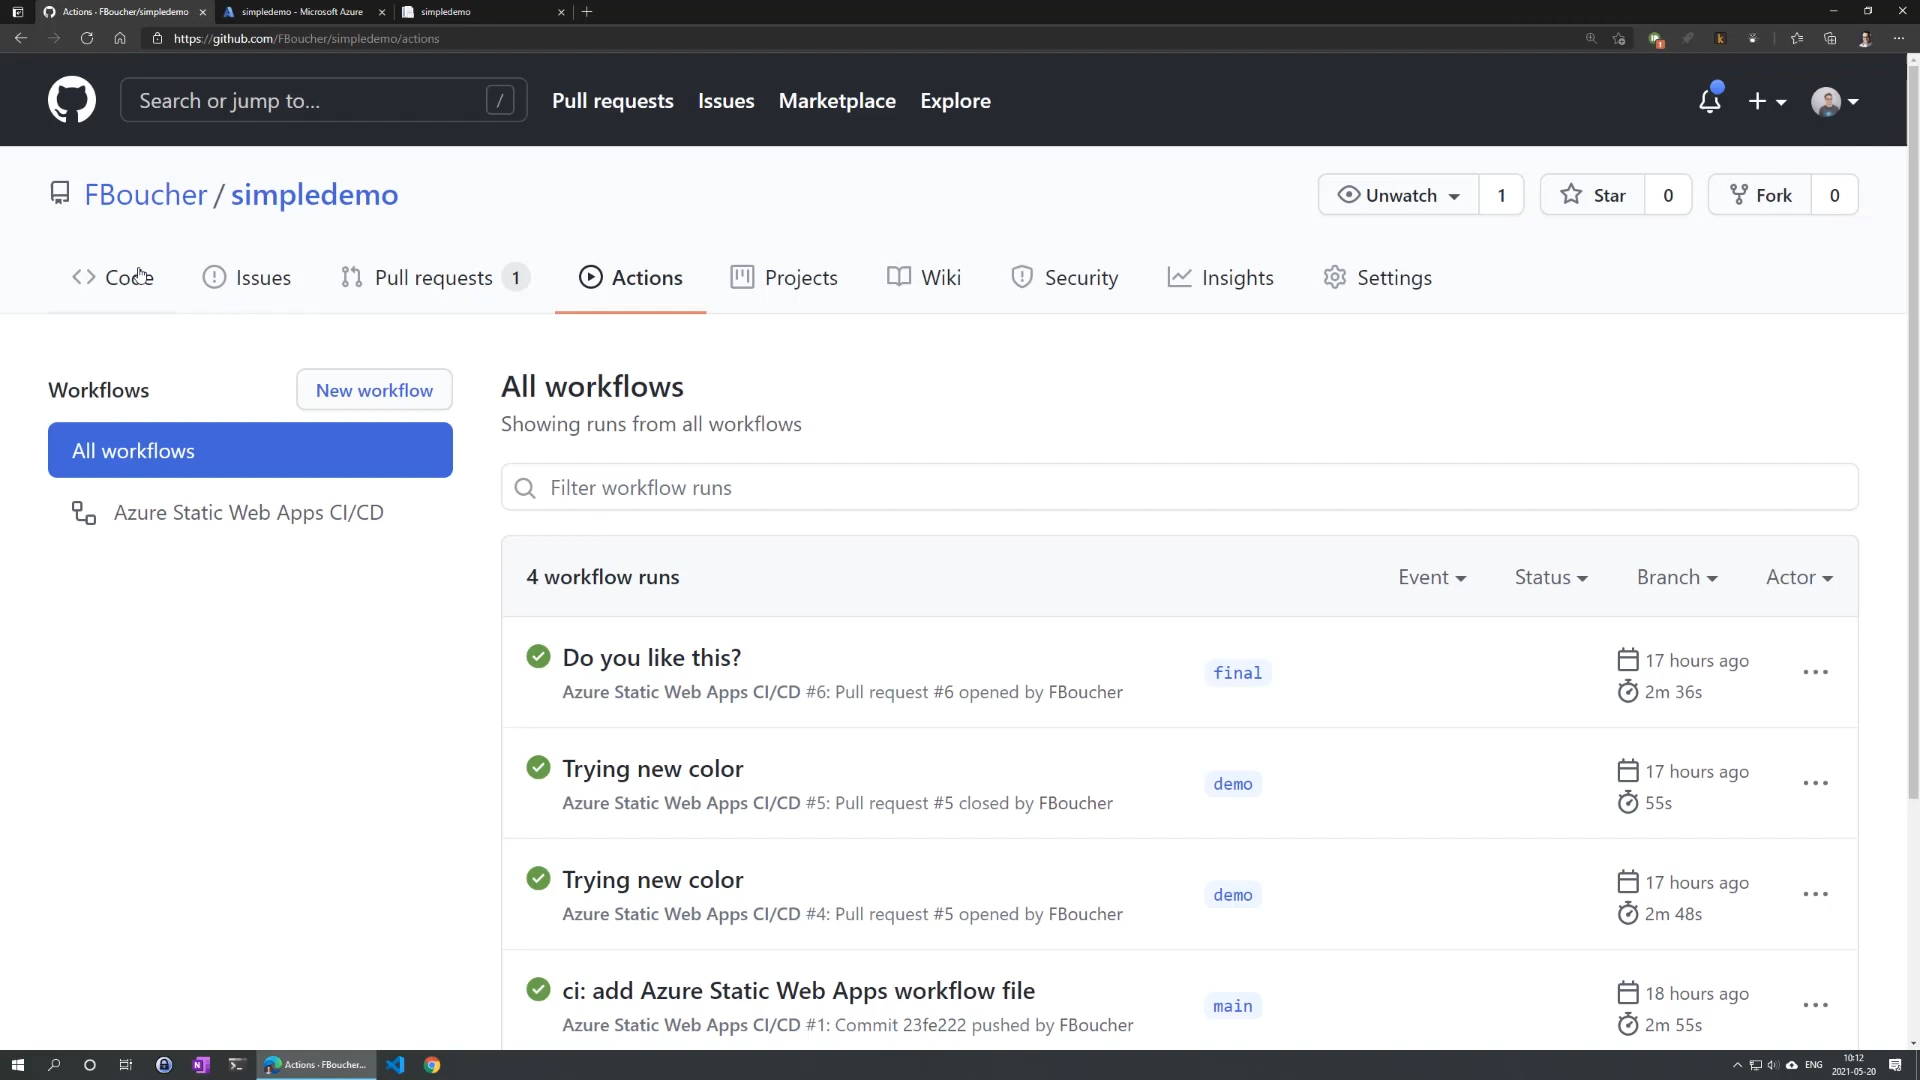 Actions · FBoucher/simpledemo
simpledemo - Microsoft Azure
simpledemo
https://github.com/FBoucher/simpledemo/actions
Search or jump to...
/
Pull requests
Issues
Marketplace
Explore
FBoucher / simpledemo
Unwatch
1
Star
0
Fork
0
Code
Issues
Pull requests 1
Actions
Projects
Wiki
Security
Insights
Settings
Workflows
New workflow
All workflows
Azure Static Web Apps CI/CD
All workflows
Showing runs from all workflows
Filter workflow runs
4 workflow runs
Event
Status
Branch
Actor
Do you like this?
Azure Static Web Apps CI/CD #6: Pull request #6 opened by FBoucher
final
17 hours ago
2m 36s
Trying new color
Azure Static Web Apps CI/CD #5: Pull request #5 closed by FBoucher
demo
17 hours ago
55s
Trying new color
Azure Static Web Apps CI/CD #4: Pull request #5 opened by FBoucher
demo
17 hours ago
2m 48s
ci: add Azure Static Web Apps workflow file
Azure Static Web Apps CI/CD #1: Commit 23fe222 pushed by FBoucher
main
18 hours ago
2m 55s
Actions · FBoucher...
ENG
10:12
2021-05-20